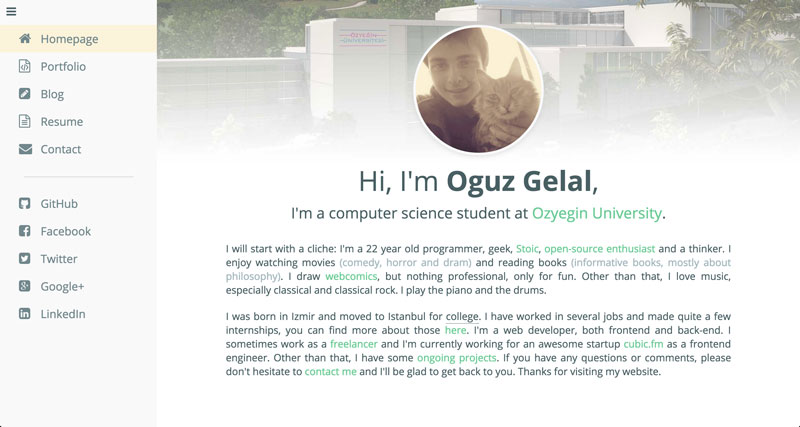 Homepage
Portfolio
Blog
Resume
Contact
GitHub
Facebook
Twitter
Google+
LinkedIn
OZYEGIN
UNIVERSITESI
Hi, I'm Oguz Gelal,
I'm a computer science student at Ozyegin University.
I will start with a cliche: I'm a 22 year old programmer, geek, Stoic, open-source enthusiast and a thinker. I
enjoy watching movies (comedy, horror and dram) and reading books (informative books, mostly about
philosophy). I draw webcomics, but nothing professional, only for fun. Other than that, I love music,
especially classical and classical rock. I play the piano and the drums.
I was born in Izmir and moved to Istanbul for college. I have worked in several jobs and made quite a few
internships, you can find more about those here. I'm a web developer, both frontend and back-end. I
sometimes work as a freelancer and I'm currently working for an awesome startup cubic.fm as a frontend
engineer. Other than that, I have some ongoing projects. If you have any questions or comments, please
don't hesitate to contact me and I'll be glad to get back to you. Thanks for visiting my website.